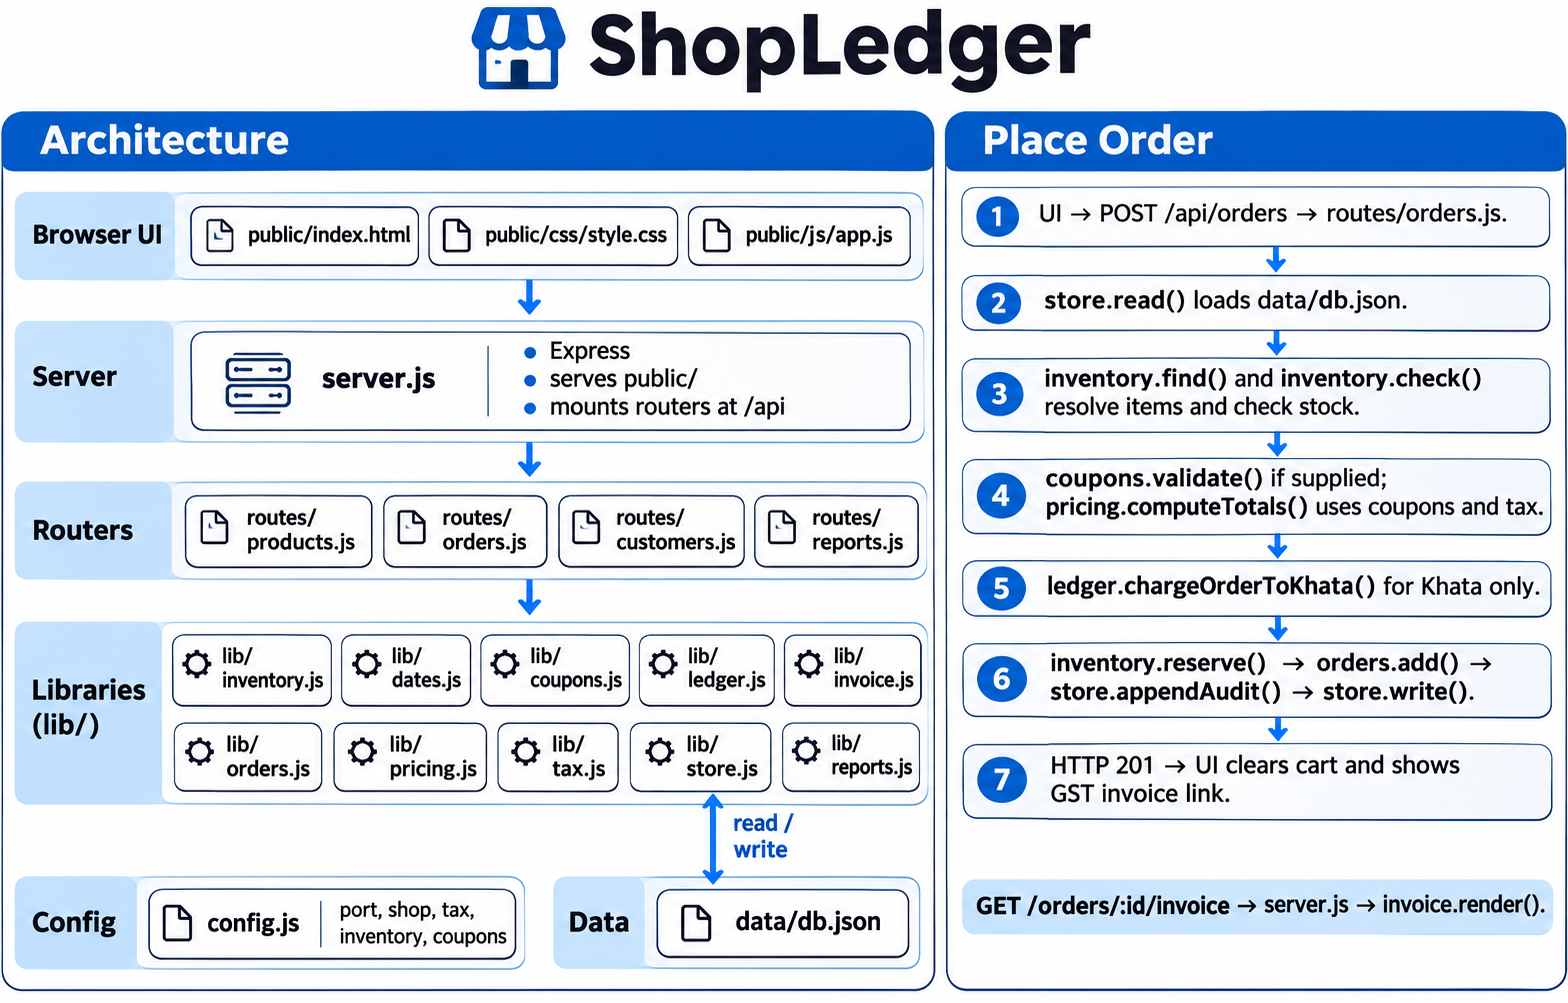 ShopLedger
Architecture
Browser UI
public/index.html
public/css/style.css
public/js/app.js
Server
server.js
Express
serves public/
mounts routers at /api
Routers
routes/
products.js
routes/
orders.js
routes/
customers.js
routes/
reports.js
Libraries
(lib/)
lib/
inventory.js
lib/
dates.js
lib/
coupons.js
lib/
ledger.js
lib/
invoice.js
lib/
orders.js
lib/
pricing.js
lib/
tax.js
lib/
store.js
lib/
reports.js
read /
write
Config
config.js
port, shop, tax,
inventory, coupons
Data
data/db.json
Place Order
1
UI → POST /api/orders → routes/orders.js.
2
store.read() loads data/db.json.
3
inventory.find() and inventory.check()
resolve items and check stock.
4
coupons.validate() if supplied;
pricing.computeTotals() uses coupons and tax.
5
ledger.chargeOrderToKhata() for Khata only.
6
inventory.reserve() → orders.add() →
store.appendAudit() → store.write().
7
HTTP 201 → UI clears cart and shows
GST invoice link.
GET /orders/:id/invoice → server.js → invoice.render().